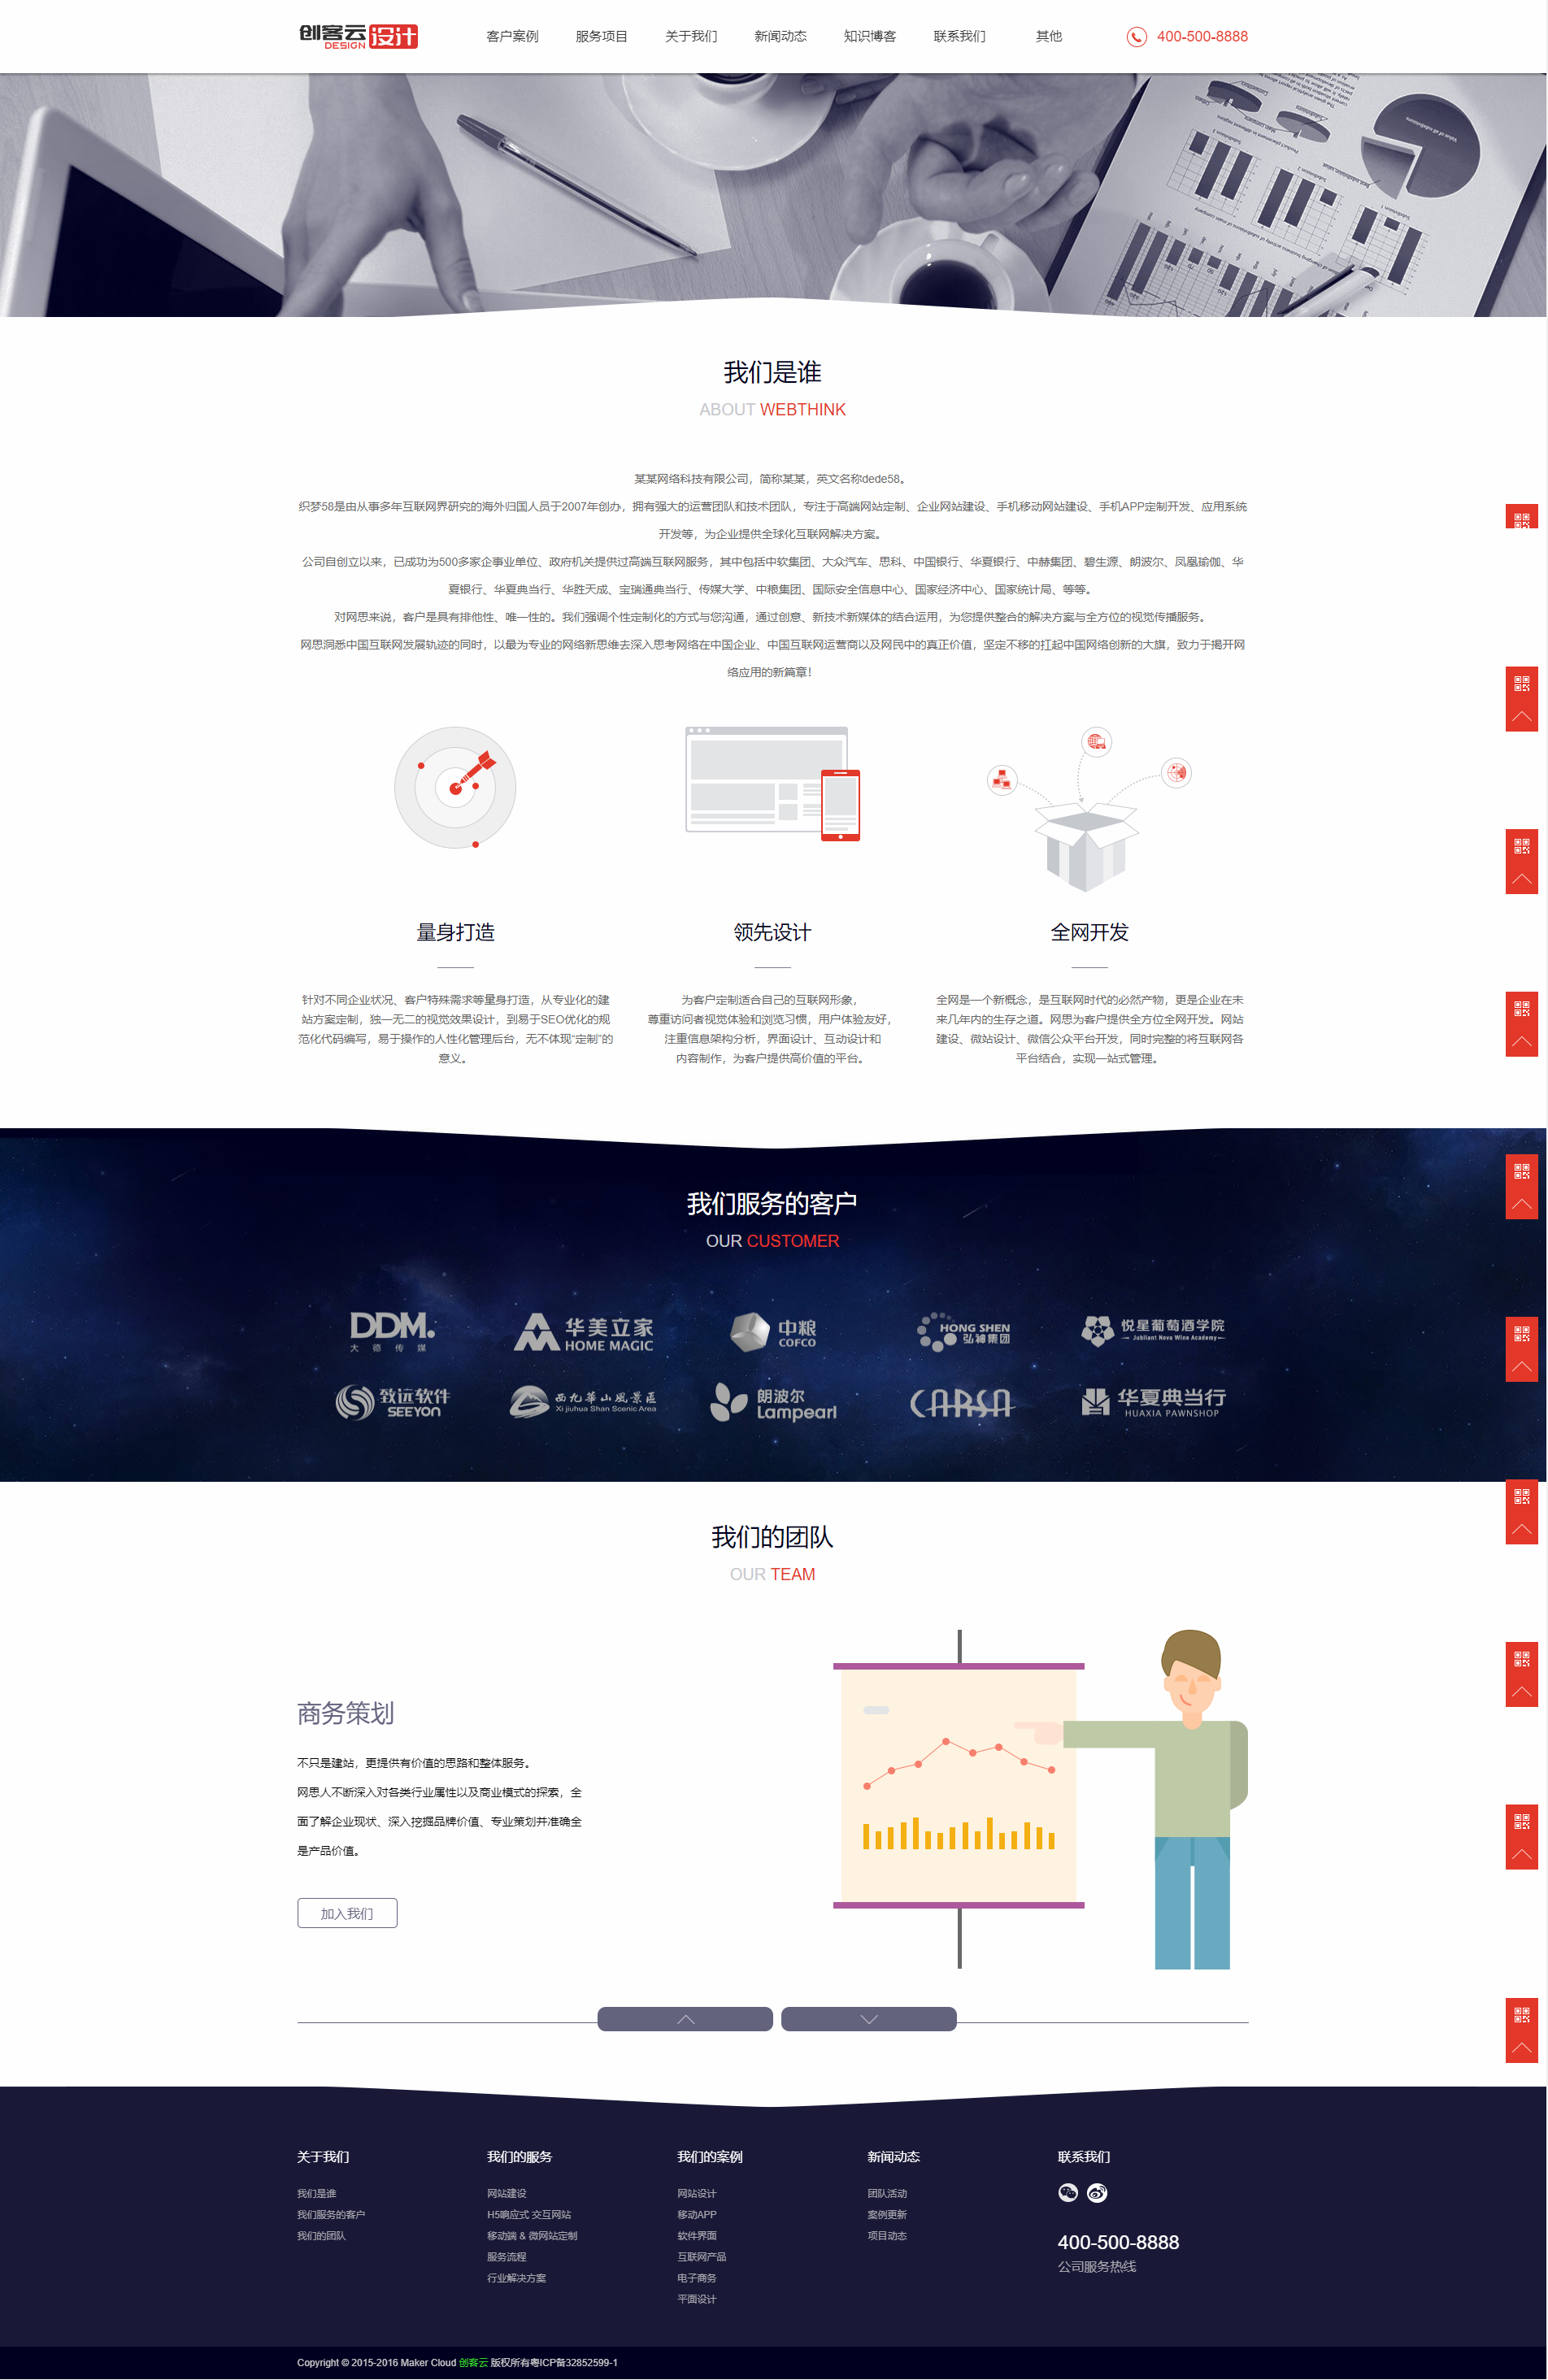 创客云设计
DESIGN
客户案例 服务项目 关于我们 新闻动态 知识博客 联系我们 其他
400-500-8888
我们是谁
ABOUT WEBTHINK
某某网络科技有限公司，简称某某，英文名称dede58。
织梦58是由从事多年互联网界研究的海外归国人员于2007年创办，拥有强大的运营团队和技术团队，专注于高端网站定制、企业网站建设、手机移动网站建设、手机APP定制开发、应用系统
开发等，为企业提供全球化互联网解决方案。
公司自创立以来，已成功为500多家企事业单位、政府机关提供过高端互联网服务，其中包括中软集团、大众汽车、思科、中国银行、华夏银行、中赫集团、碧生源、朗波尔、凤凰瑜伽、华
夏银行、华夏典当行、华胜天成、宝瑞通典当行、传媒大学、中粮集团、国际安全信息中心、国家经济中心、国家统计局、等等。
对网思来说，客户是具有排他性、唯一性的。我们强调个性定制化的方式与您沟通，通过创意、新技术新媒体的结合运用，为您提供整合的解决方案与全方位的视觉传播服务。
网思洞悉中国互联网发展轨迹的同时，以最为专业的网络新思维去深入思考网络在中国企业、中国互联网运营商以及网民中的真正价值，坚定不移的扛起中国网络创新的大旗，致力于揭开网
络应用的新篇章！
量身打造
针对不同企业状况、客户特殊需求等量身打造，从专业化的建
站方案定制，独一无二的视觉效果设计，到易于SEO优化的规
范化代码编写，易于操作的人性化管理后台，无不体现“定制”的
意义。
领先设计
为客户定制适合自己的互联网形象，
尊重访问者视觉体验和浏览习惯，用户体验友好，
注重信息架构分析，界面设计、互动设计和
内容制作，为客户提供高价值的平台。
全网开发
全网是一个新概念，是互联网时代的必然产物，更是企业在未
来几年内的生存之道。网思为客户提供全方位全网开发。网站
建设、微站设计、微信公众平台开发，同时完整的将互联网各
平台结合，实现一站式管理。
我们服务的客户
OUR CUSTOMER
DDM.
大德传媒
华美立家
HOME MAGIC
中粮
COFCO
HONG SHEN
弘神集团
悦星葡萄酒学院
Jubilant Nova Wine Academy
致远软件
SEEYON
西九华山风景区
Xi jiuhua Shan Scenic Area
朗波尔
Lampearl
CARSA
华夏典当行
HUAXIA PAWNSHOP
我们的团队
OUR TEAM
商务策划
不只是建站，更提供有价值的思路和整体服务。
网思人不断深入对各类行业属性以及商业模式的探索，全
面了解企业现状、深入挖掘品牌价值、专业策划并准确全
是产品价值。
加入我们
关于我们
我们是谁
我们服务的客户
我们的团队
我们的服务
网站建设
H5响应式 交互网站
移动端 & 微网站定制
服务流程
行业解决方案
我们的案例
网站设计
移动APP
软件界面
互联网产品
电子商务
平面设计
新闻动态
团队活动
案例更新
项目动态
联系我们
400-500-8888
公司服务热线
Copyright © 2015-2016 Maker Cloud 创客云 版权所有粤ICP备32852599-1